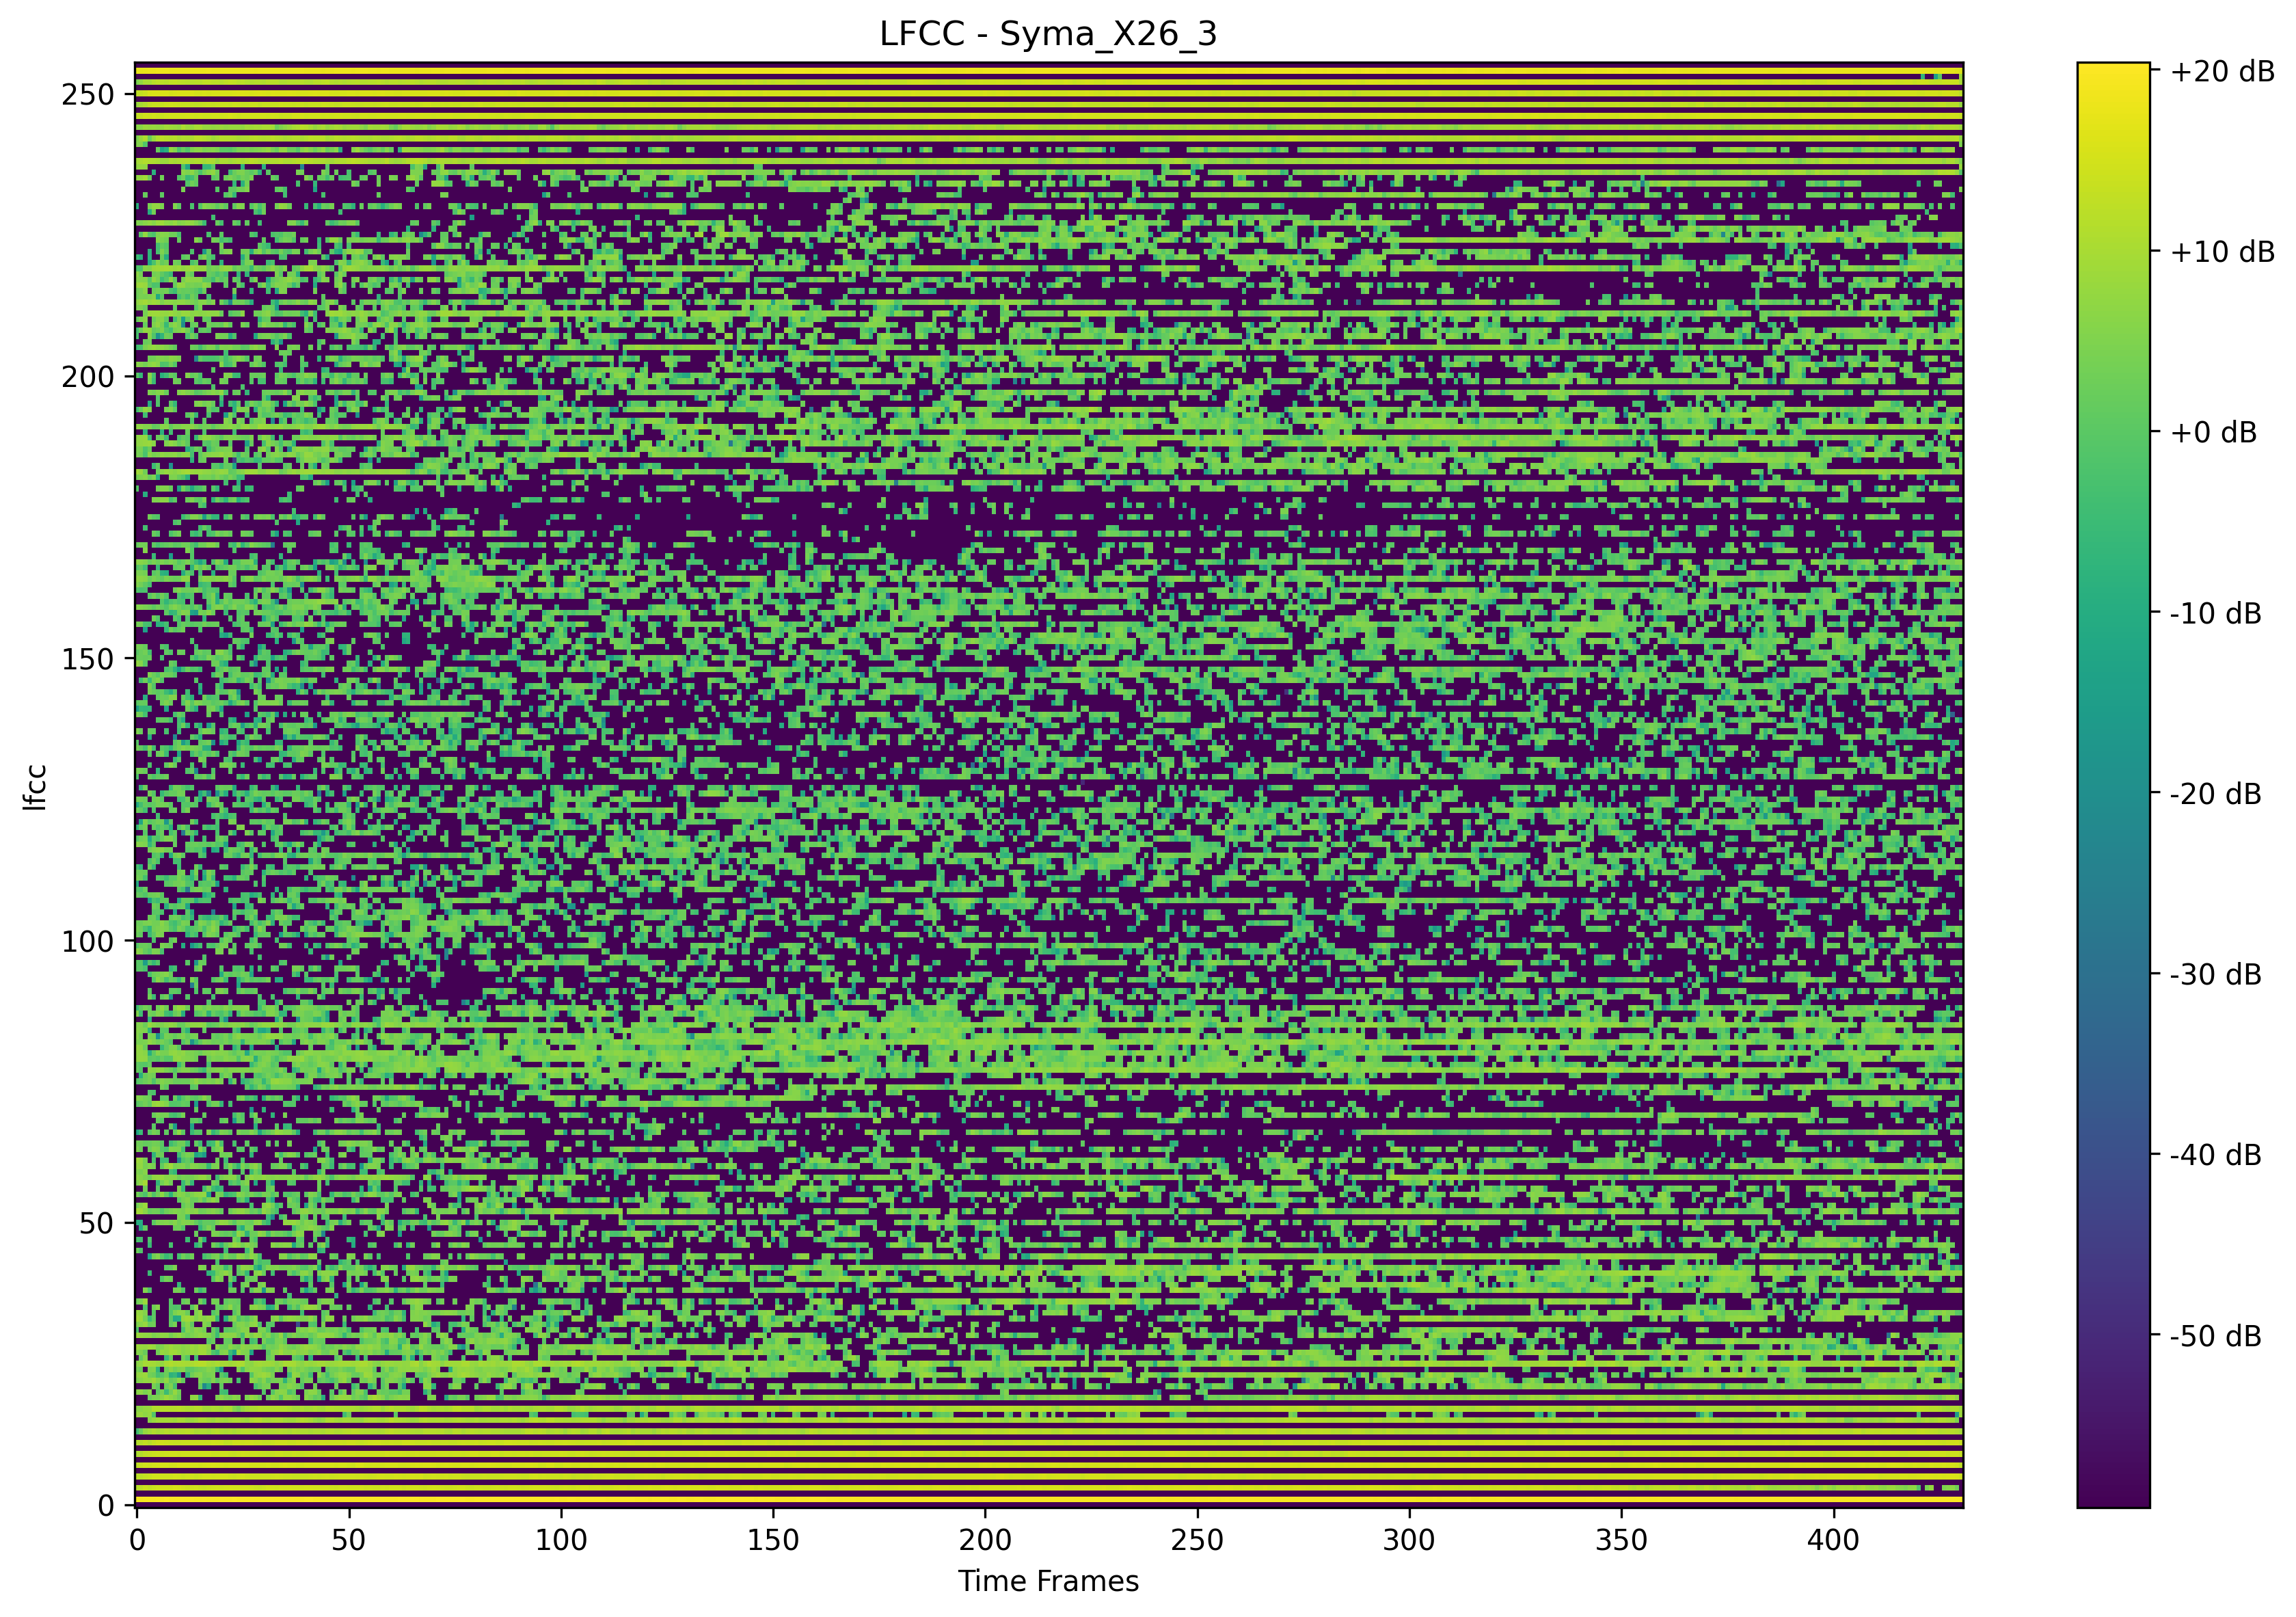 LFCC - Syma_X26_3
lfcc
250
200
150
100
50
0
0 50 100 150 200 250 300 350 400
Time Frames
+20 dB
+10 dB
+0 dB
-10 dB
-20 dB
-30 dB
-40 dB
-50 dB